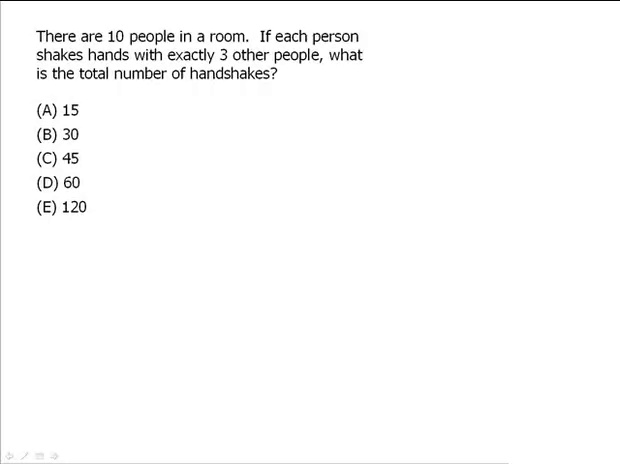 There are 10 people in a room.  If each person
shakes hands with exactly 3 other people, what
is the total number of handshakes?
(A) 15
(B) 30
(C) 45
(D) 60
(E) 120